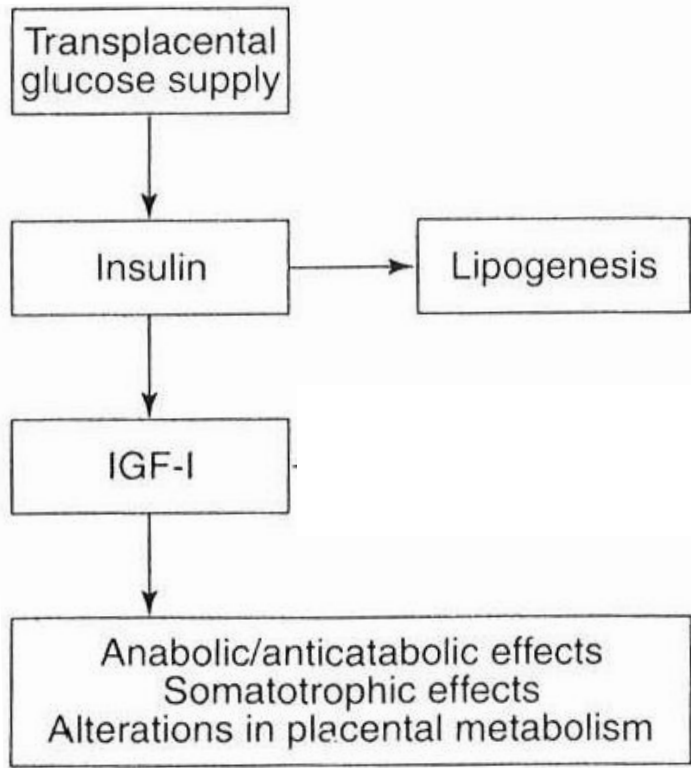 Transplacental
glucose supply
Insulin
Lipogenesis
IGF-I
Anabolic/anticatabolic effects
Somatotrophic effects
Alterations in placental metabolism